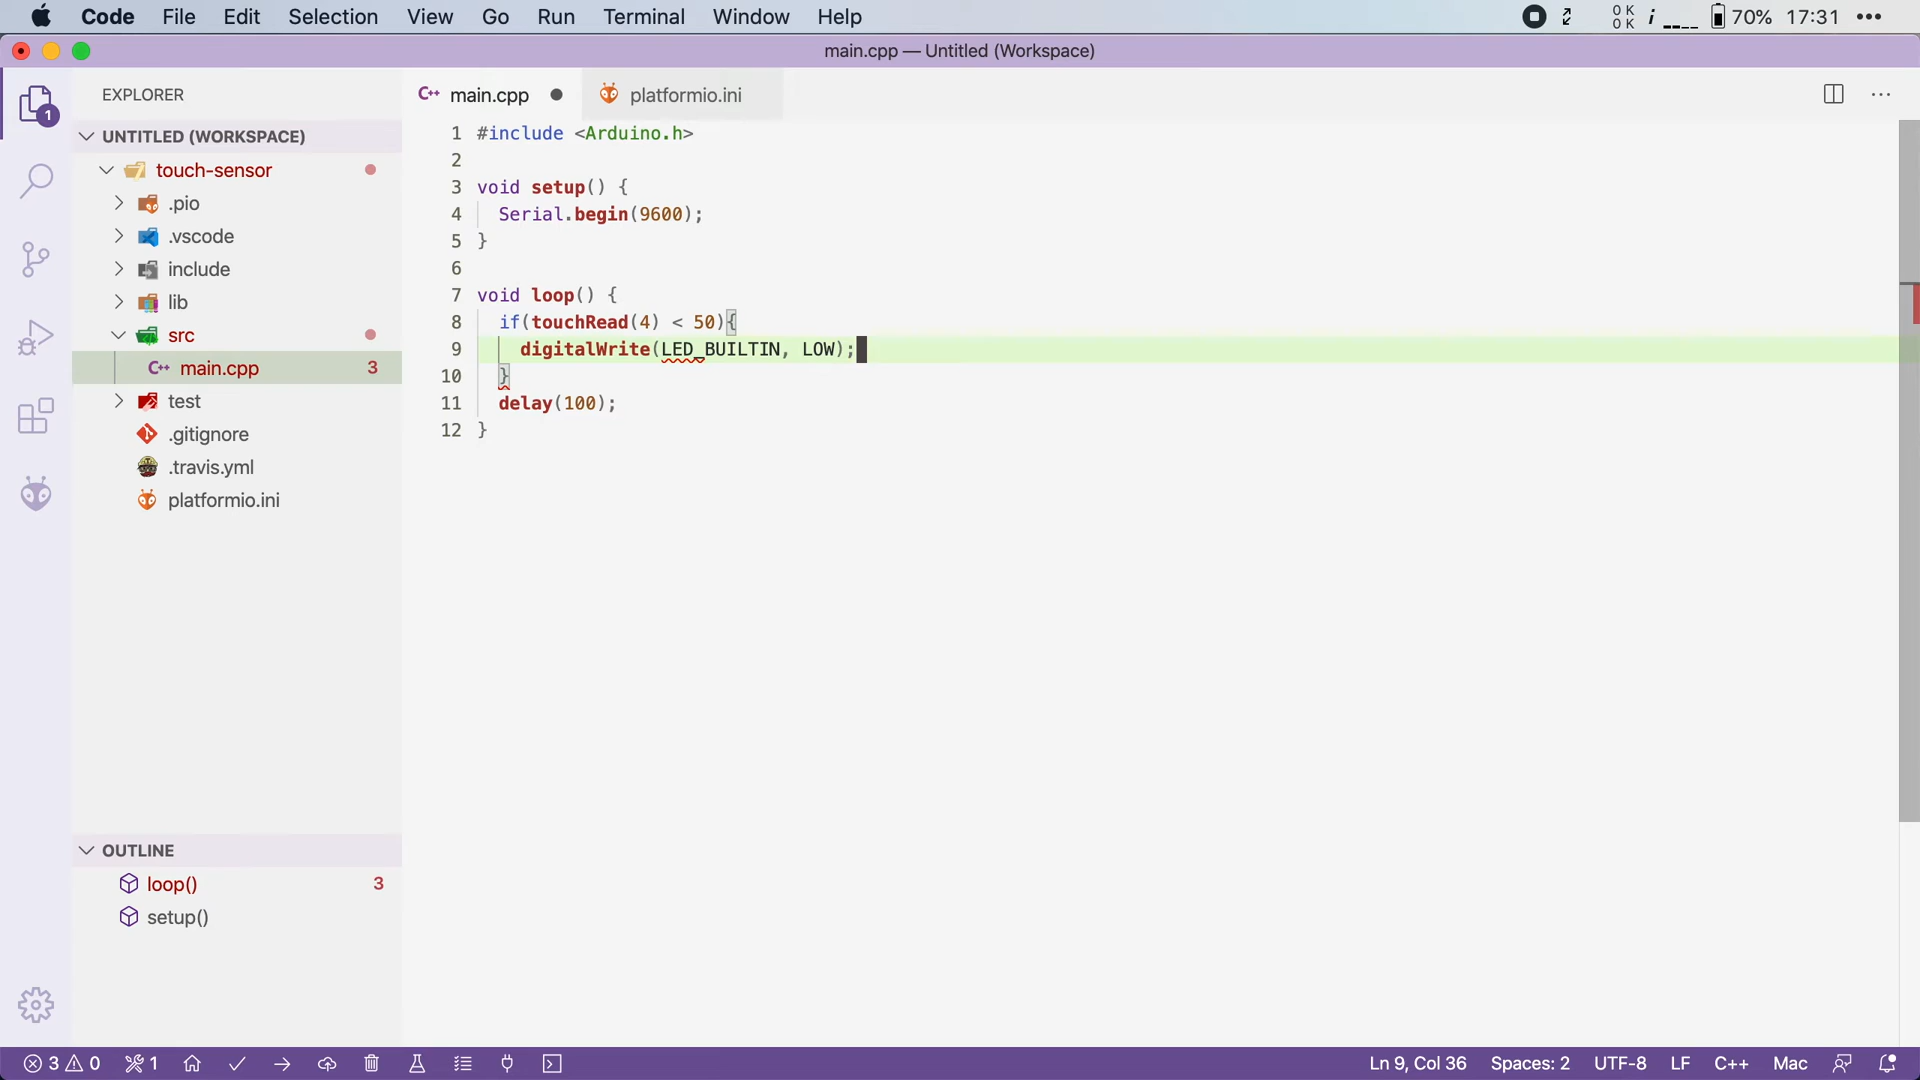 Code File Edit Selection View Go Run Terminal Window Help 0 K 0 K i 70% 17:31
main.cpp — Untitled (Workspace)
EXPLORER
UNTITLED (WORKSPACE)
touch-sensor
.pio
.vscode
include
lib
src
main.cpp 3
test
.gitignore
.travis.yml
platformio.ini
OUTLINE
loop() 3
setup()
1
main.cpp platformio.ini
1 #include <Arduino.h>
2
3 void setup() {
4 Serial.begin(9600);
5 }
6
7 void loop() {
8 if(touchRead(4) < 50){
9 digitalWrite(LED_BUILTIN, LOW);
10 }
11 delay(100);
12 }
3 0 1 Ln 9, Col 36 Spaces: 2 UTF-8 LF C++ Mac